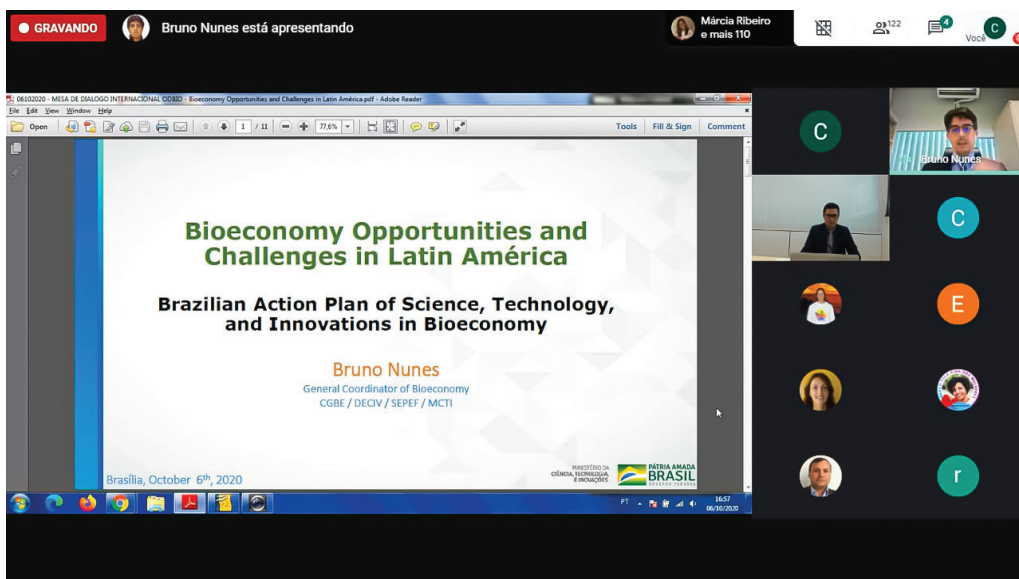 GRAVANDO
Bruno Nunes está apresentando
Márcia Ribeiro
e mais 110
122
4
Você
C
06102020 - MESA DE DIALOGO INTERNACIONAL ODBIO - Bioeconomy Opportunities and Challenges in Latin América.pdf - Adobe Reader
File Edit View Window Help
Open
1 / 11
77,6%
Tools Fill & Sign Comment
Bioeconomy Opportunities and
Challenges in Latin América
Brazilian Action Plan of Science, Technology,
and Innovations in Bioeconomy
Bruno Nunes
General Coordinator of Bioeconomy
CGBE / DECIV / SEPEF / MCTI
Brasília, October 6th, 2020
MINISTÉRIO DA
CIÊNCIA, TECNOLOGIA,
E INOVAÇÕES
PÁTRIA AMADA
BRASIL
GOVERNO FEDERAL
PT
16:57
06/10/2020
C
Bruno Nunes
C
E
r